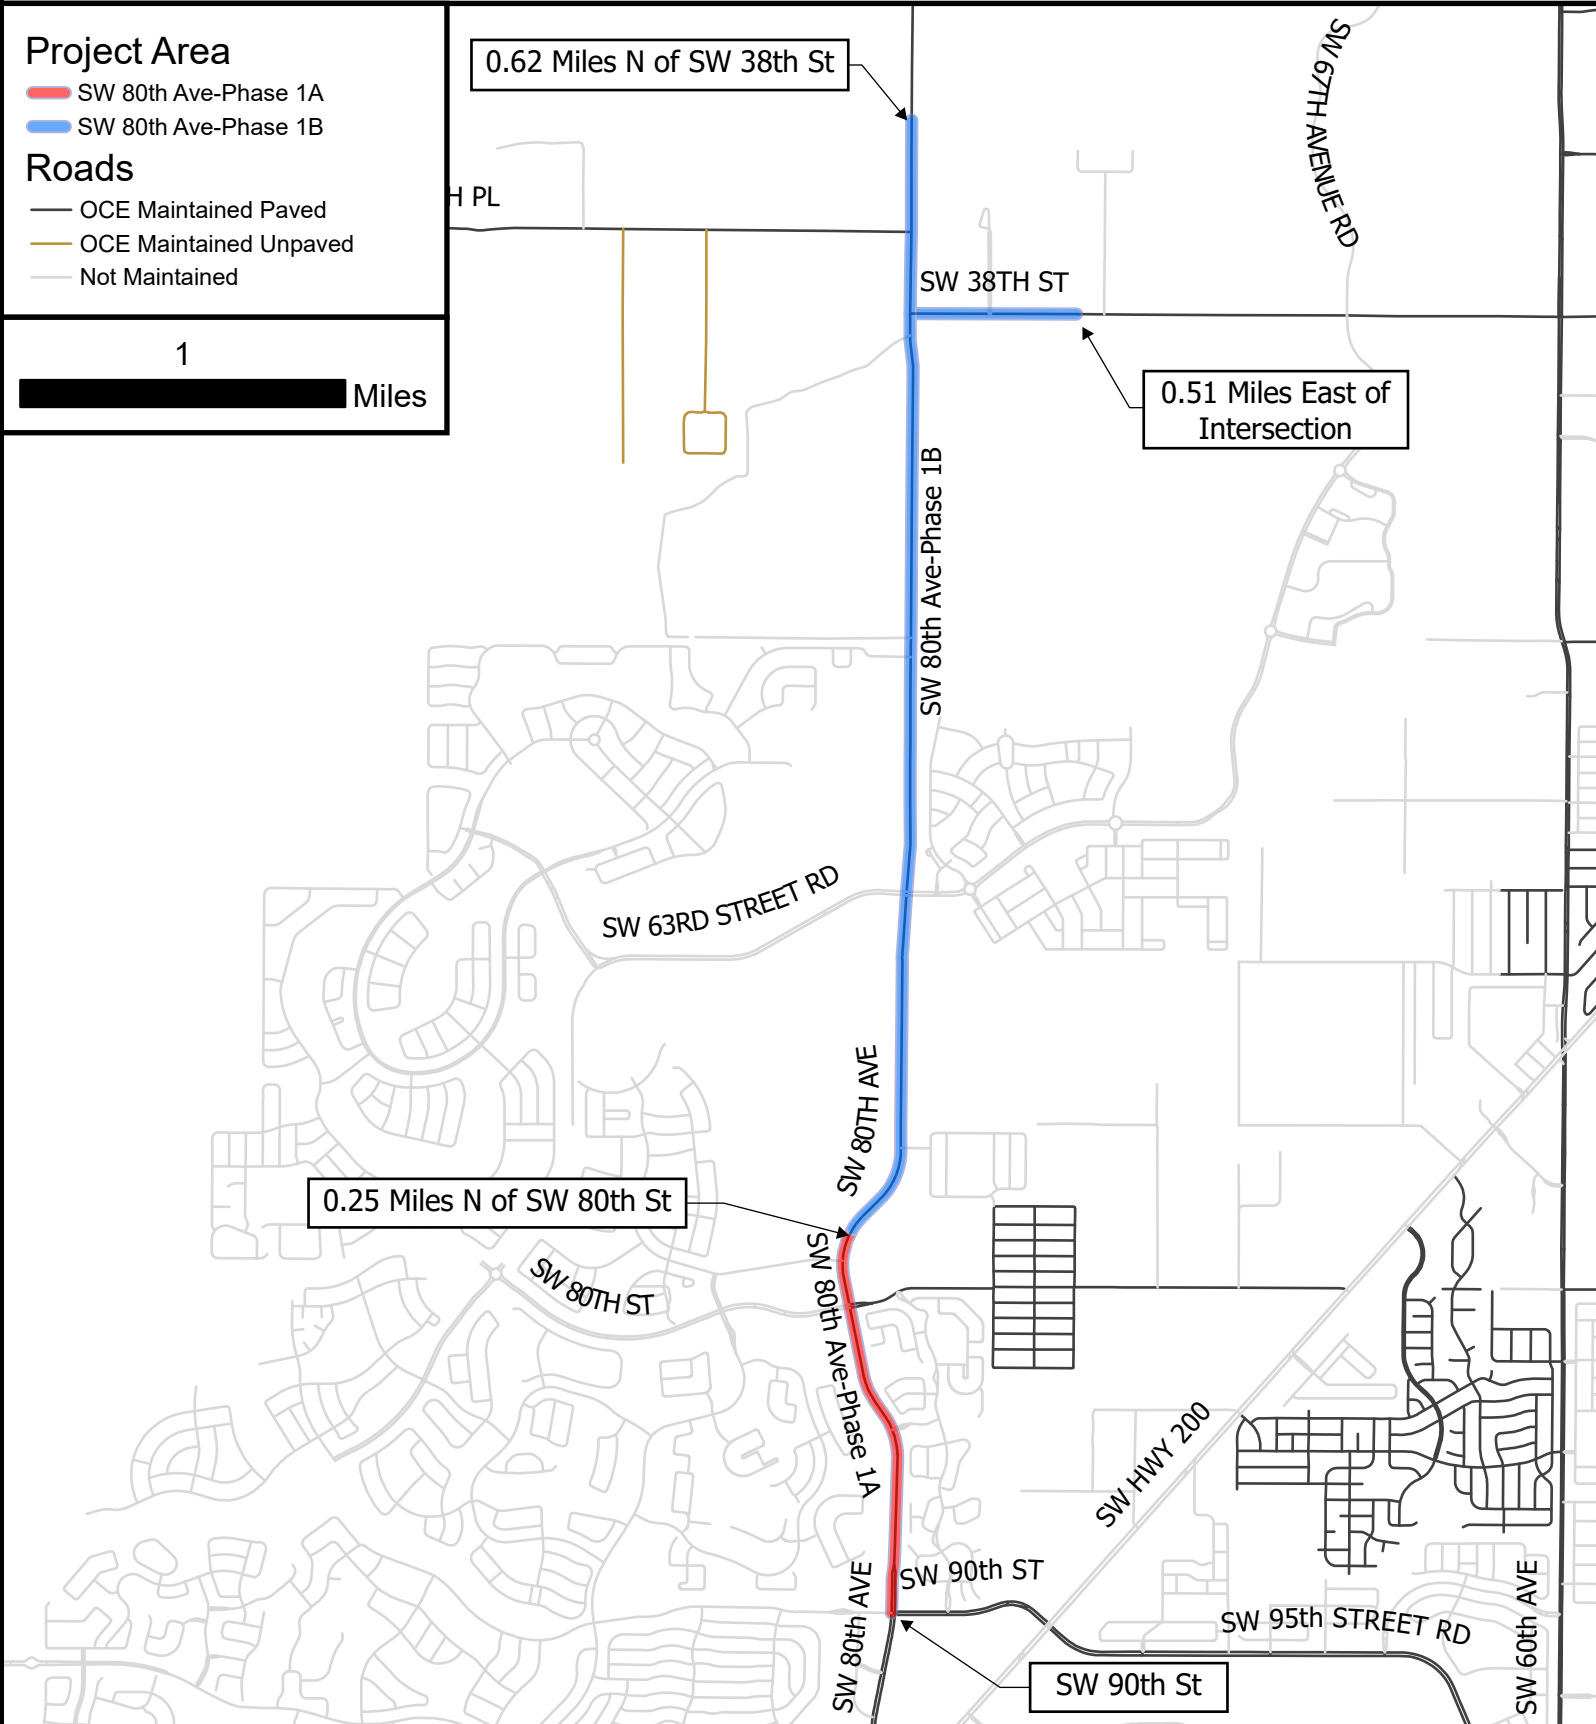 Project Area
SW 80th Ave-Phase 1A
SW 80th Ave-Phase 1B
Roads
OCE Maintained Paved
OCE Maintained Unpaved
Not Maintained
1
Miles
0.62 Miles N of SW 38th St
SW 67TH AVENUE RD
H PL
SW 38TH ST
0.51 Miles East of
Intersection
SW 80th Ave-Phase 1B
SW 63RD STREET RD
SW 80TH AVE
0.25 Miles N of SW 80th St
SW 80TH ST
SW 80th Ave-Phase 1A
SW HWY 200
SW 90th ST
SW 80th AVE
SW 95th STREET RD
SW 60th AVE
SW 90th St